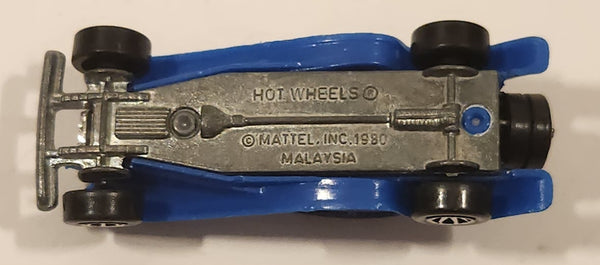 HOT WHEELS ®
© MATTEL, INC. 1980
MALAYSIA